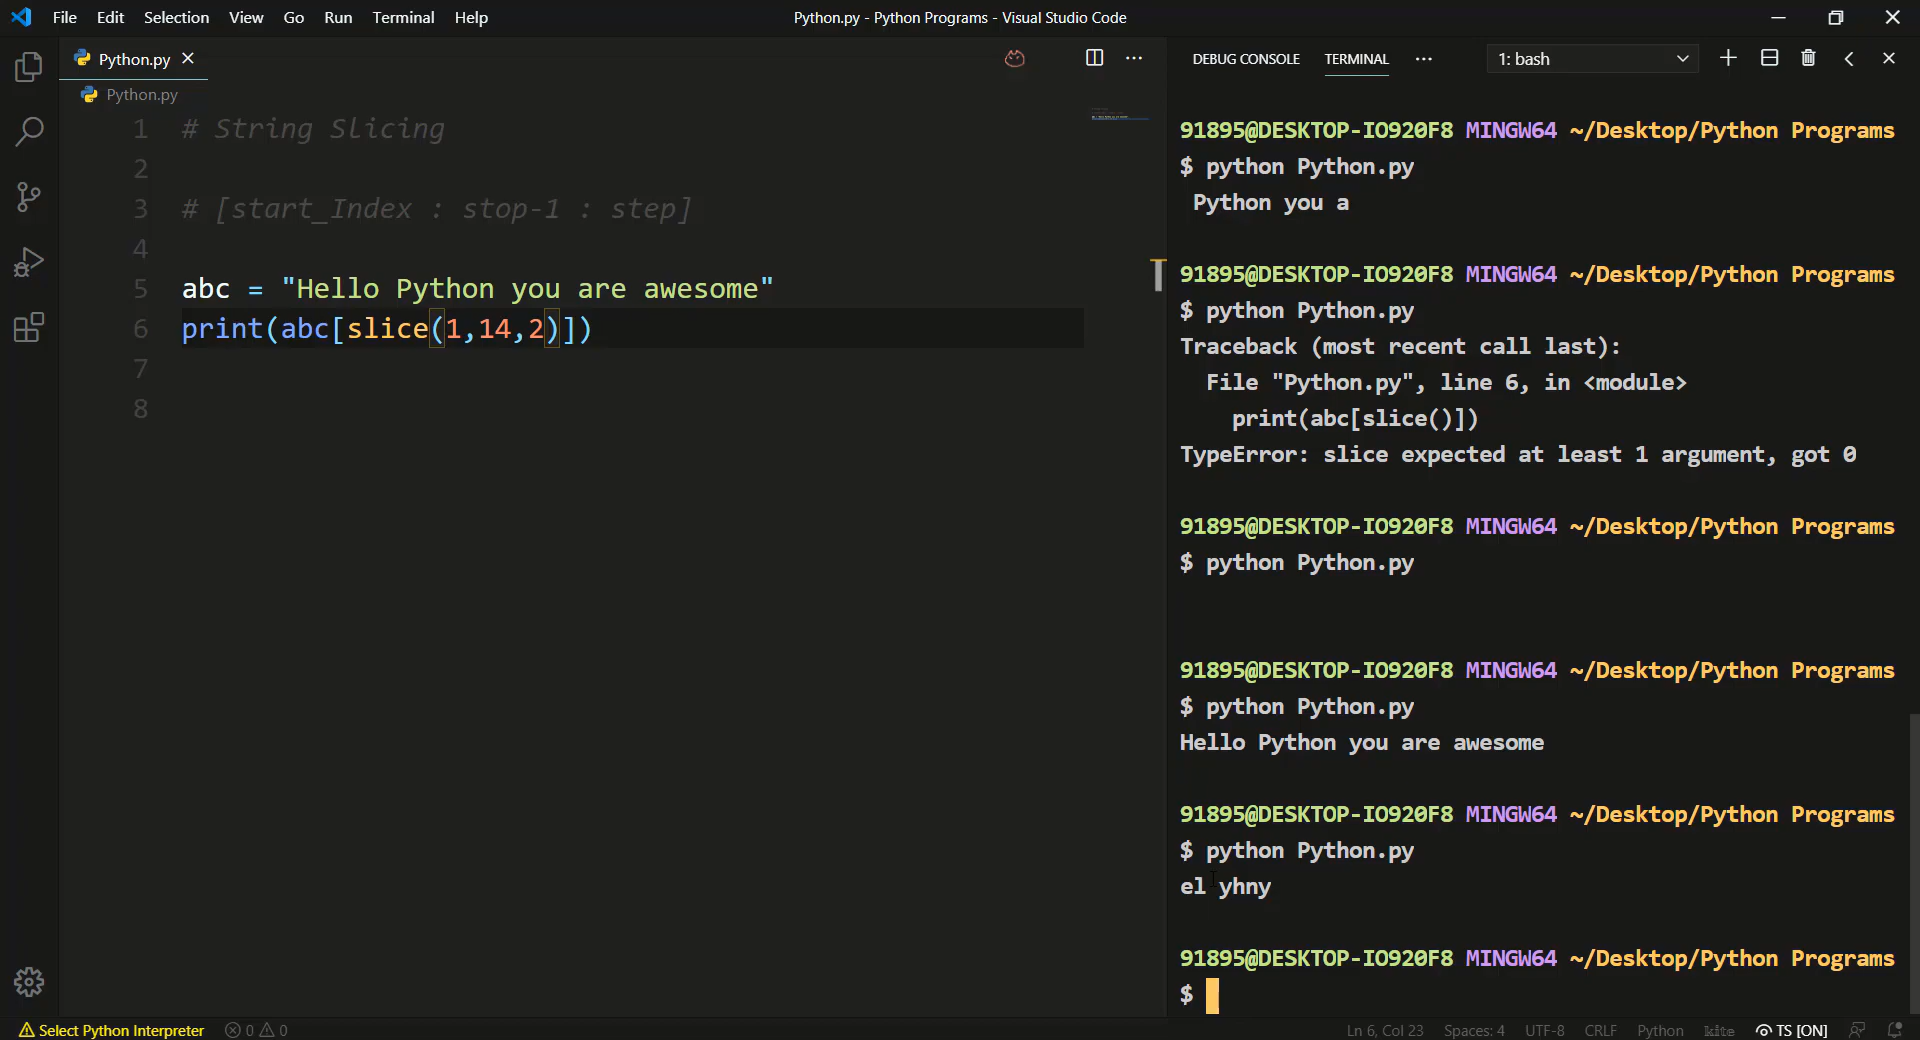 File Edit Selection View Go Run Terminal Help
Python.py - Python Programs - Visual Studio Code
Python.py
Python.py
1 # String Slicing
2
3 # [start_Index : stop-1 : step]
4
5 abc = "Hello Python you are awesome"
6 print(abc[slice(1,14,2)])
7
8
DEBUG CONSOLE TERMINAL 1: bash
91895@DESKTOP-IO920F8 MINGW64 ~/Desktop/Python Programs
$ python Python.py
 Python you a
91895@DESKTOP-IO920F8 MINGW64 ~/Desktop/Python Programs
$ python Python.py
Traceback (most recent call last):
  File "Python.py", line 6, in <module>
    print(abc[slice()])
TypeError: slice expected at least 1 argument, got 0
91895@DESKTOP-IO920F8 MINGW64 ~/Desktop/Python Programs
$ python Python.py
91895@DESKTOP-IO920F8 MINGW64 ~/Desktop/Python Programs
$ python Python.py
Hello Python you are awesome
91895@DESKTOP-IO920F8 MINGW64 ~/Desktop/Python Programs
$ python Python.py
el yhny
91895@DESKTOP-IO920F8 MINGW64 ~/Desktop/Python Programs
$
Select Python Interpreter 0 0 Ln 6, Col 23 Spaces: 4 UTF-8 CRLF Python kite TS [ON]